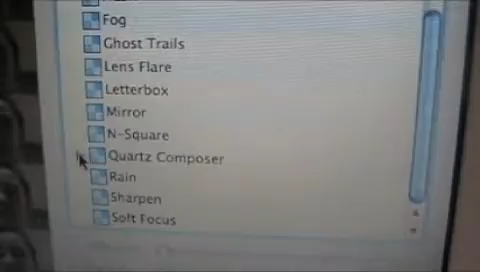 Fog
Ghost Trails
Lens Flare
Letterbox
Mirror
N-Square
Quartz Composer
Rain
Sharpen
Soft Focus